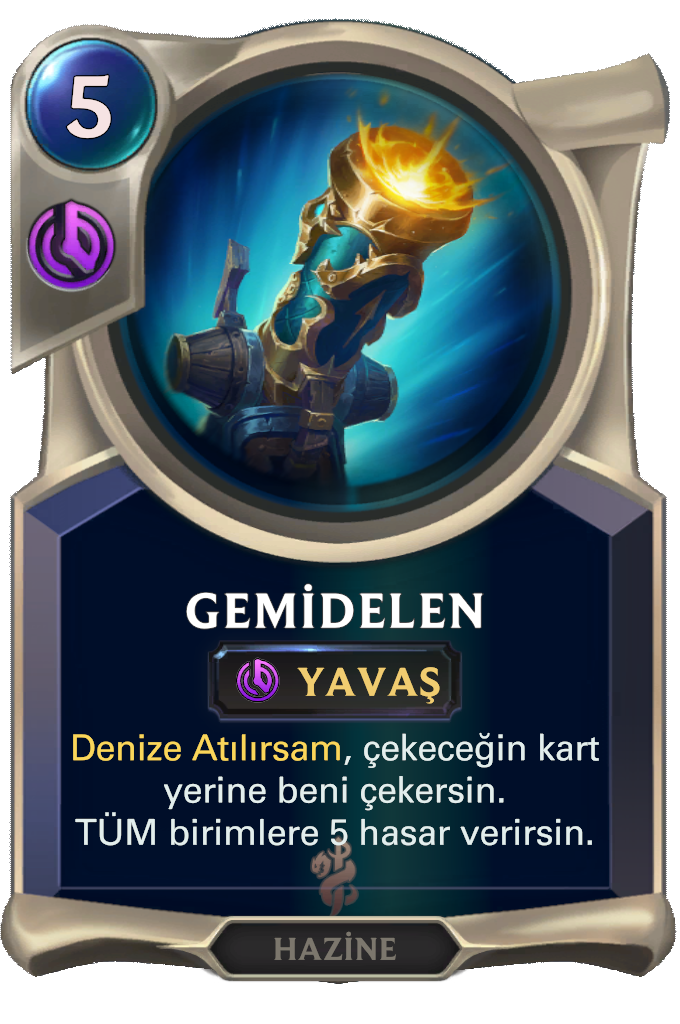 5
GEMİDELEN
YAVAŞ
Denize Atılırsam, çekeceğin kart
yerine beni çekersin.
TÜM birimlere 5 hasar verirsin.
HAZİNE